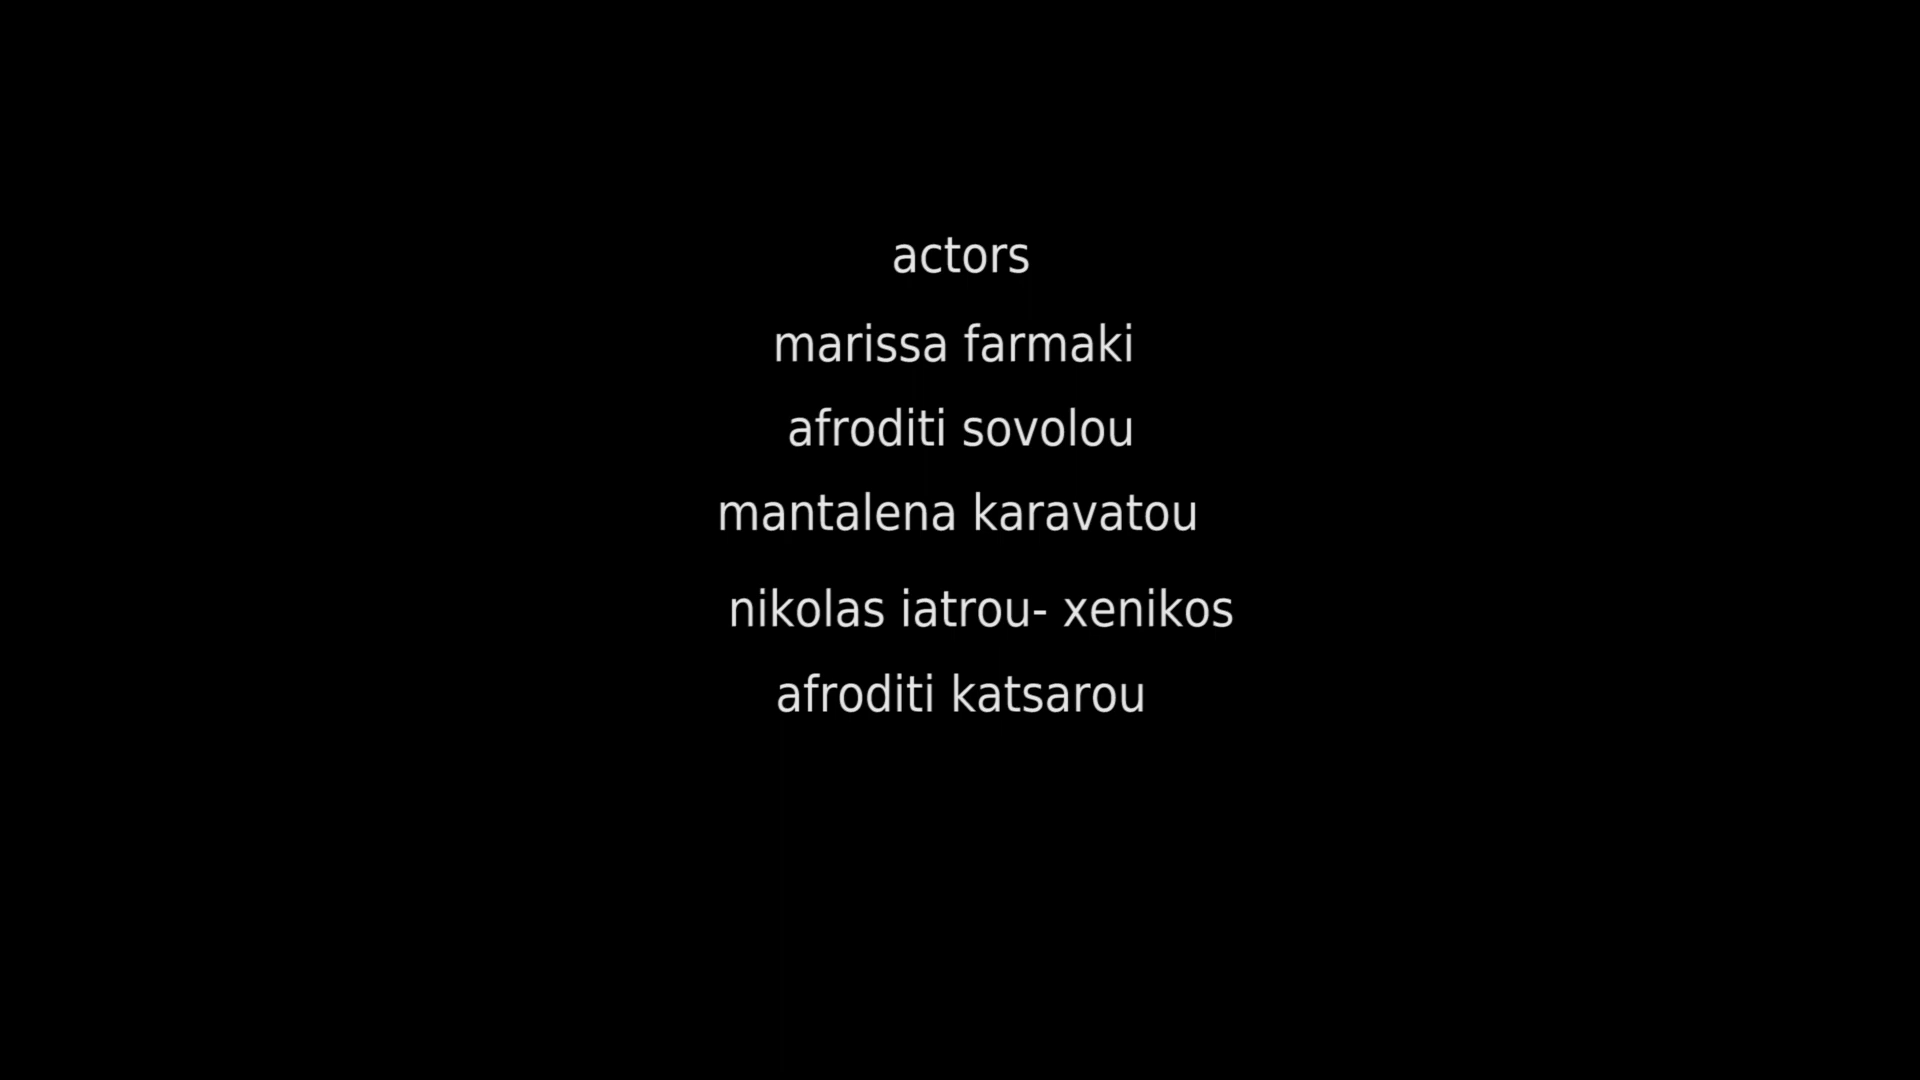 actors
marissa farmaki
afroditi sovolou
mantalena karavatou
nikolas iatrou- xenikos
afroditi katsarou